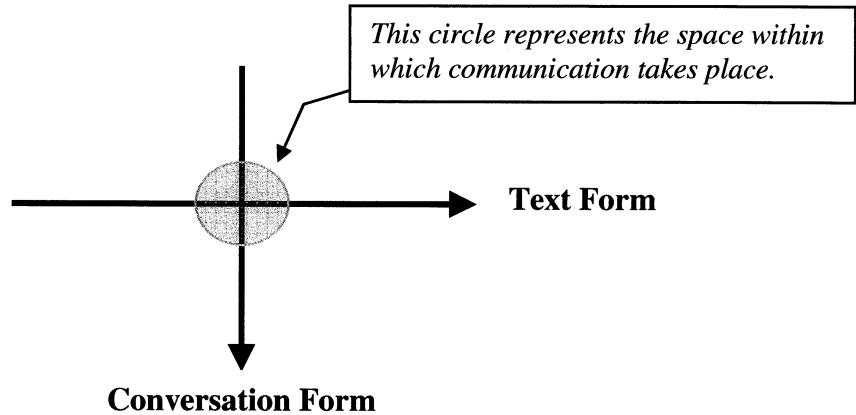 This circle represents the space within
which communication takes place.
Text Form
Conversation Form